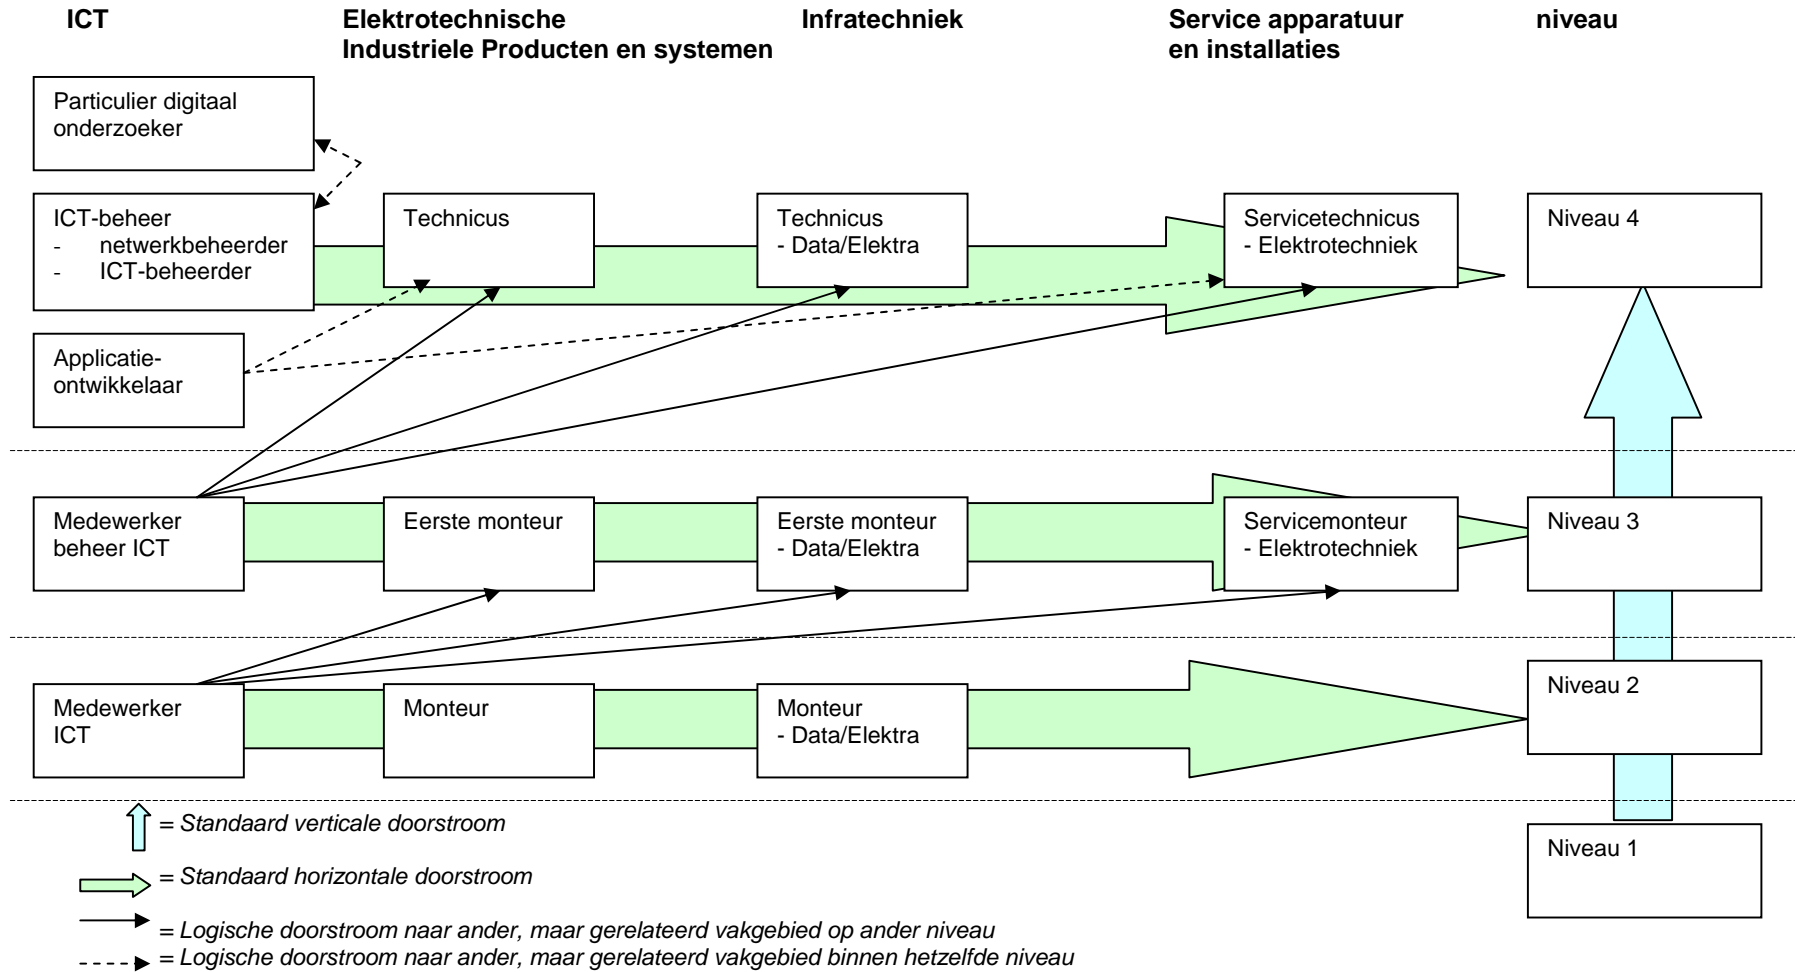 ICT
Elektrotechnische
Industriele Producten en systemen
Infratechniek
Service apparatuur
en installaties
niveau
Particulier digitaal
onderzoeker
ICT-beheer
- netwerkbeheerder
- ICT-beheerder
Technicus
Technicus
- Data/Elektra
Servicetechnicus
- Elektrotechniek
Niveau 4
Applicatie-
ontwikkelaar
Medewerker
beheer ICT
Eerste monteur
Eerste monteur
- Data/Elektra
Servicemonteur
- Elektrotechniek
Niveau 3
Medewerker
ICT
Monteur
Monteur
- Data/Elektra
Niveau 2
Niveau 1
= Standaard verticale doorstroom
= Standaard horizontale doorstroom
= Logische doorstroom naar ander, maar gerelateerd vakgebied op ander niveau
= Logische doorstroom naar ander, maar gerelateerd vakgebied binnen hetzelfde niveau